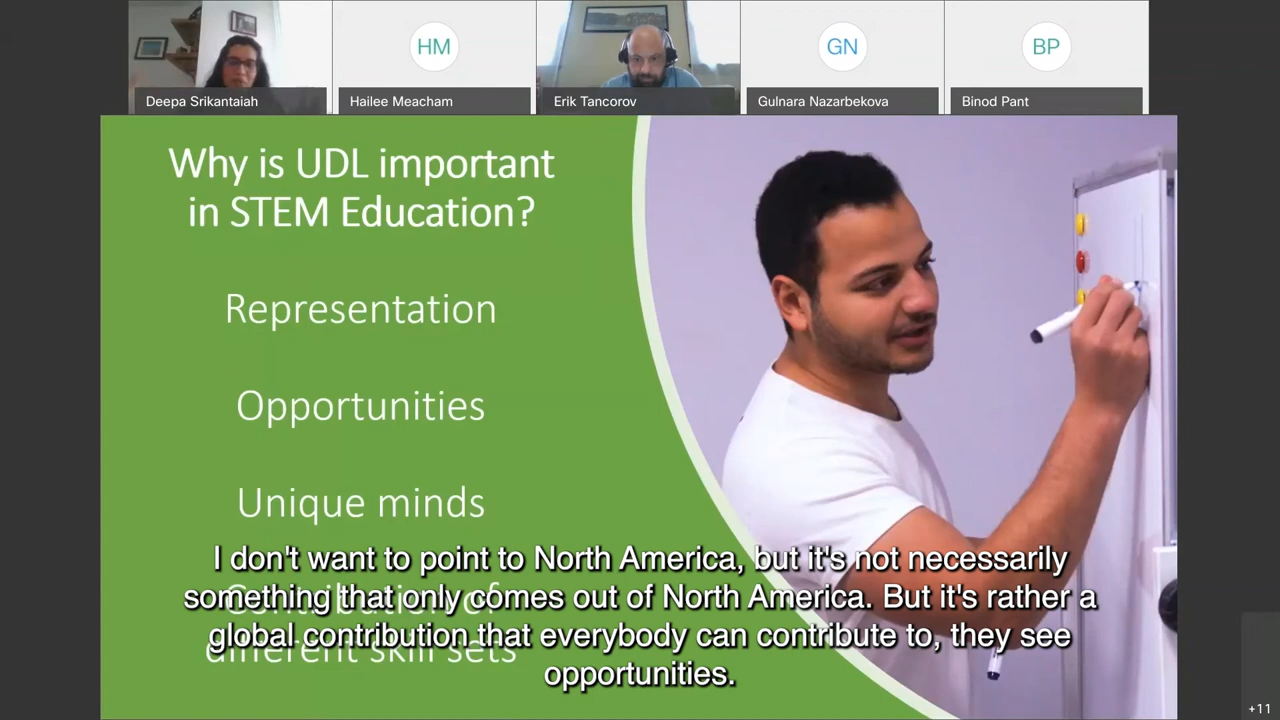 HM
GN
BP
Deepa Srikantaiah
Hailee Meacham
Erik Tancorov
Gulnara Nazarbekova
Binod Pant
Why is UDL important
in STEM Education?
Representation
Opportunities
Unique minds
Contribution of
different skill sets
I don't want to point to North America, but it's not necessarily
something that only comes out of North America. But it's rather a
global contribution that everybody can contribute to, they see
opportunities.
+11